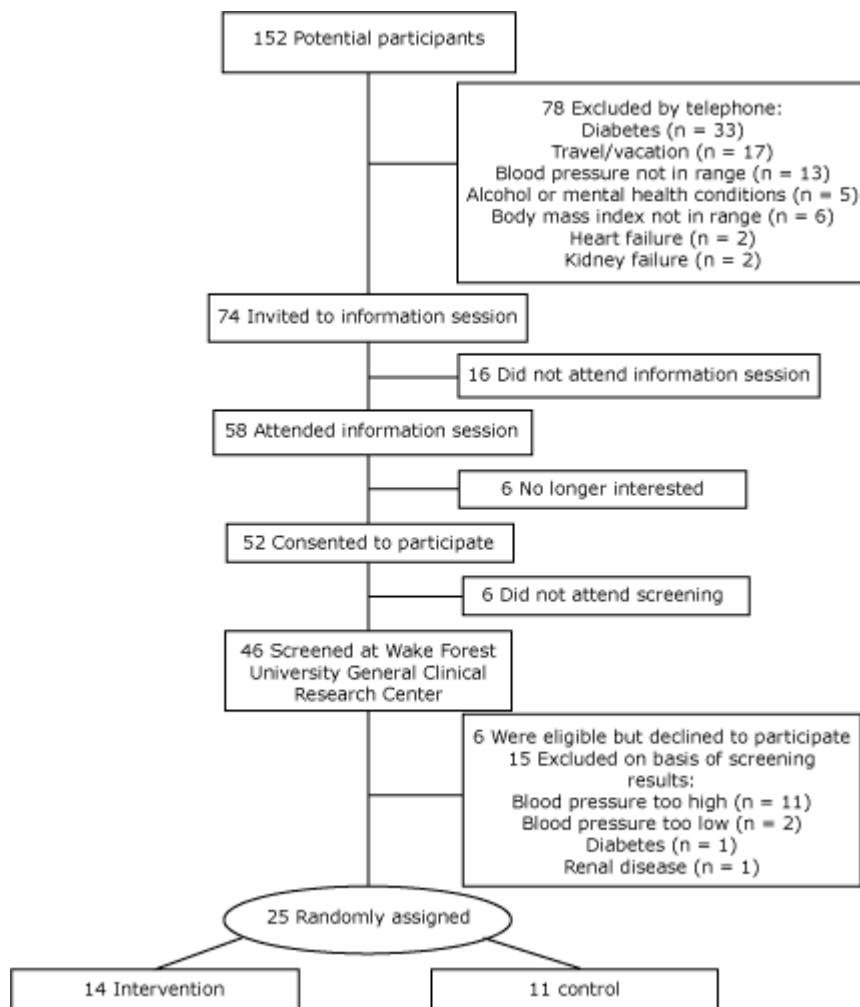 152 Potential participants
78 Excluded by telephone:
Diabetes (n = 33)
Travel/vacation (n = 17)
Blood pressure not in range (n = 13)
Alcohol or mental health conditions (n = 5)
Body mass index not in range (n = 6)
Heart failure (n = 2)
Kidney failure (n = 2)
74 Invited to information session
16 Did not attend information session
58 Attended information session
6 No longer interested
52 Consented to participate
6 Did not attend screening
46 Screened at Wake Forest
University General Clinical
Research Center
6 Were eligible but declined to participate
15 Excluded on basis of screening
results:
Blood pressure too high (n = 11)
Blood pressure too low (n = 2)
Diabetes (n = 1)
Renal disease (n = 1)
25 Randomly assigned
14 Intervention
11 control